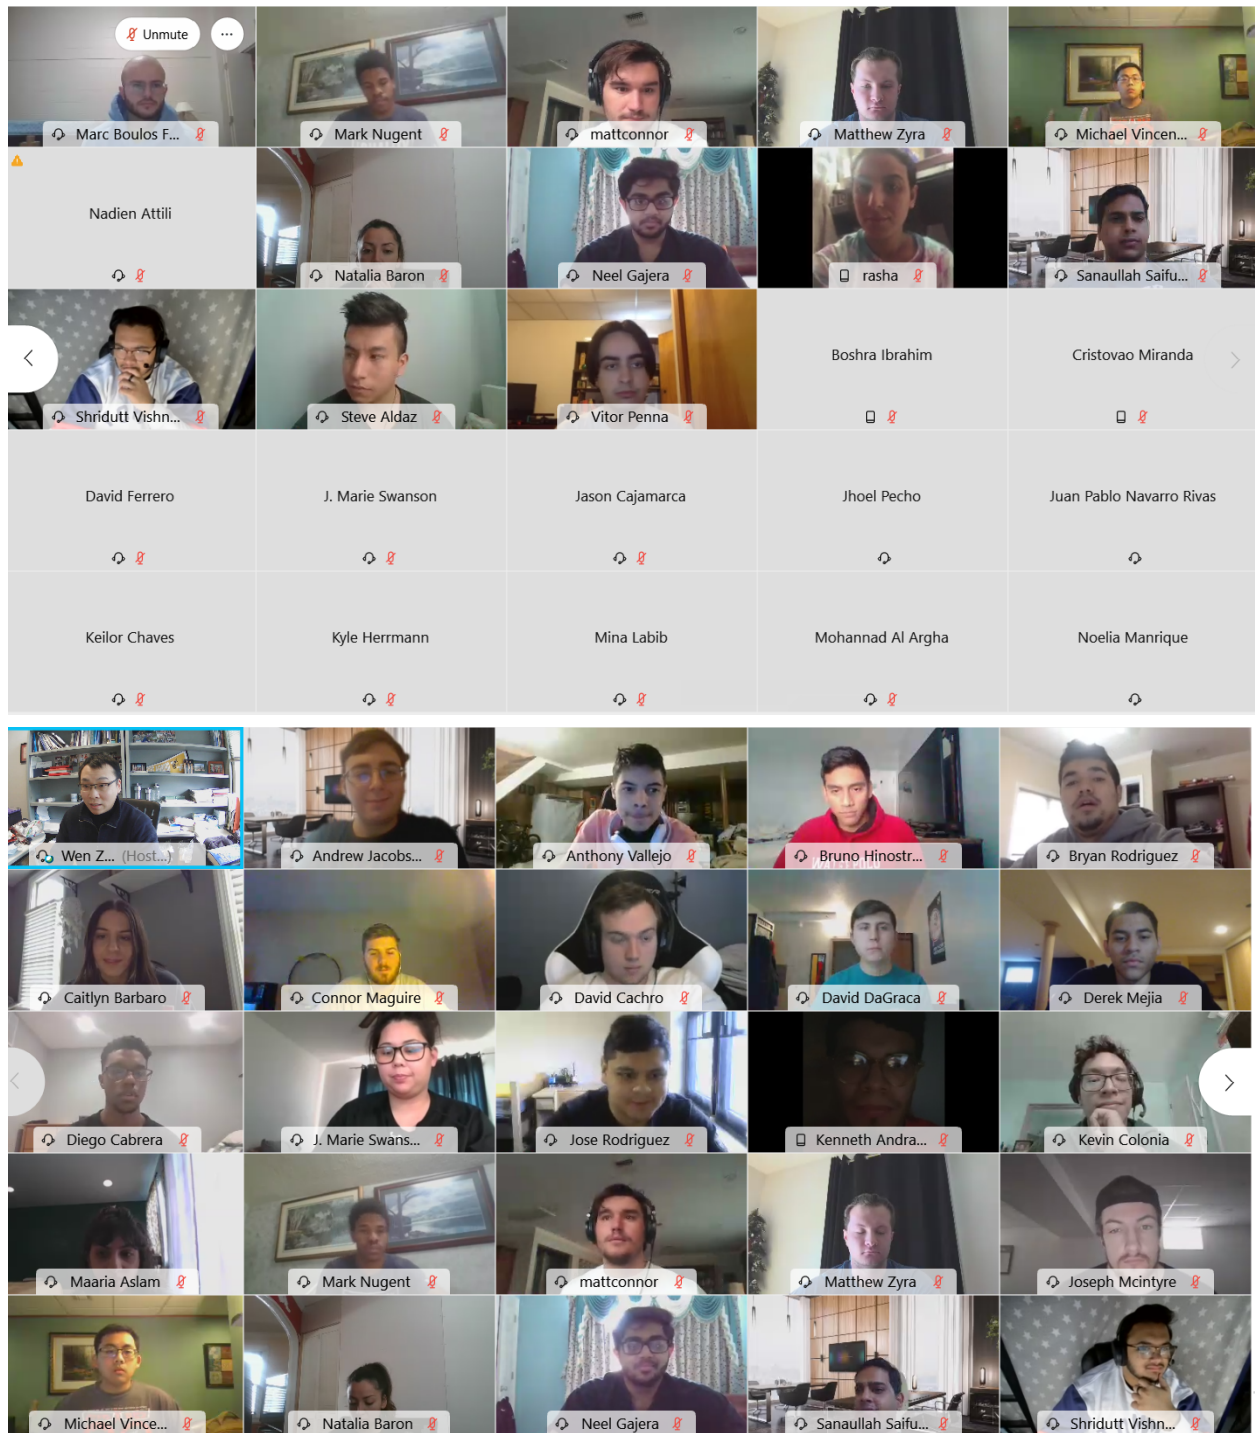 Unmute
Marc Boulos F...
Mark Nugent
mattconnor
Matthew Zyra
Michael Vincen...
Nadien Attili
Natalia Baron
Neel Gajera
rasha
Sanaullah Saifu...
Shridutt Vishn...
Steve Aldaz
Vitor Penna
Boshra Ibrahim
Cristovao Miranda
David Ferrero
J. Marie Swanson
Jason Cajamarca
Jhoel Pecho
Juan Pablo Navarro Rivas
Keilor Chaves
Kyle Herrmann
Mina Labib
Mohannad Al Argha
Noelia Manrique
Wen Z... (Host...)
Andrew Jacobs...
Anthony Vallejo
Bruno Hinostr...
Bryan Rodriguez
Caitlyn Barbaro
Connor Maguire
David Cachro
David DaGraca
Derek Mejia
Diego Cabrera
J. Marie Swans...
Jose Rodriguez
Kenneth Andra...
Kevin Colonia
Maaria Aslam
Mark Nugent
mattconnor
Matthew Zyra
Joseph Mcintyre
Michael Vince...
Natalia Baron
Neel Gajera
Sanaullah Saifu...
Shridutt Vishn...